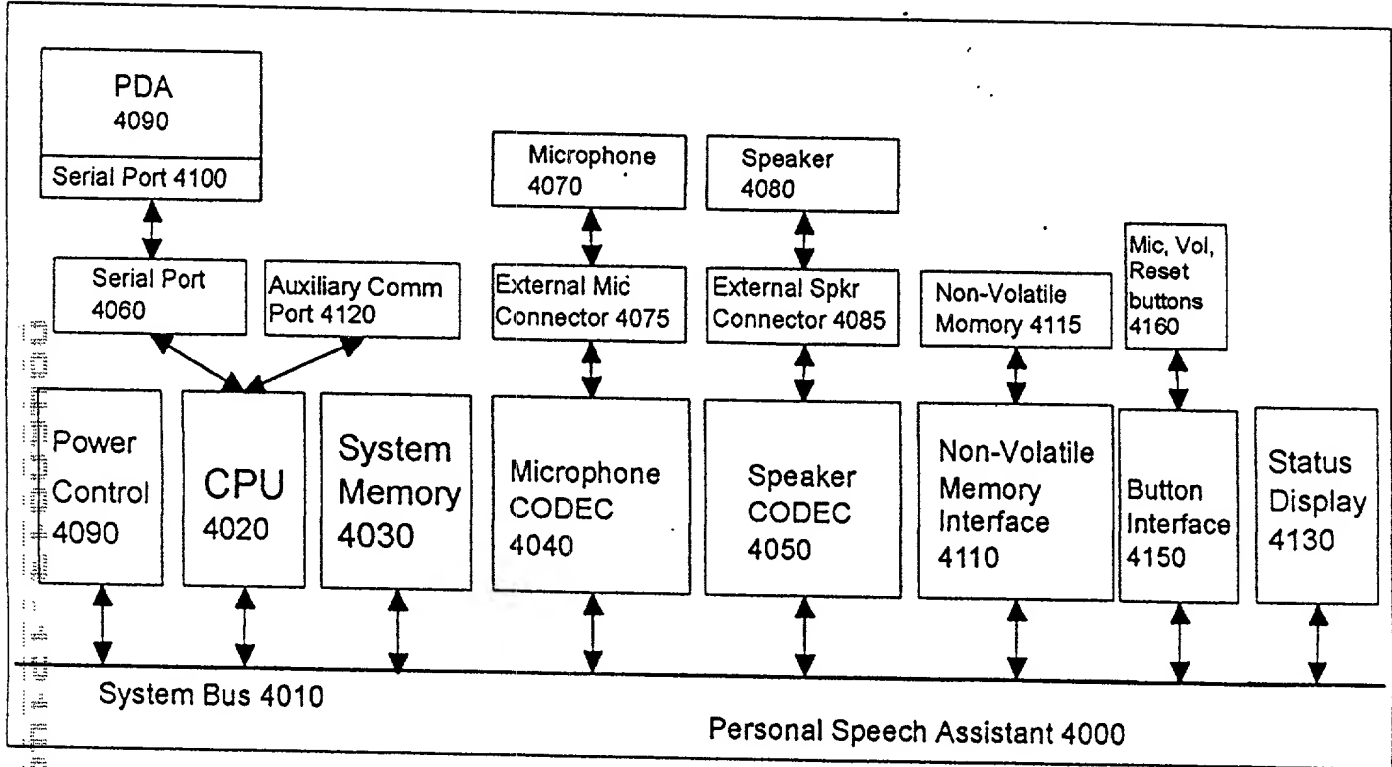 PDA
4090
Serial Port 4100
Microphone
4070
Speaker
4080
Serial Port
4060
Auxiliary Comm
Port 4120
External Mic
Connector 4075
External Spkr
Connector 4085
Non-Volatile
Momory 4115
Mic, Vol,
Reset
buttons
4160
Power
Control
4090
CPU
4020
System
Memory
4030
Microphone
CODEC
4040
Speaker
CODEC
4050
Non-Volatile
Memory
Interface
4110
Button
Interface
4150
Status
Display
4130
System Bus 4010
Personal Speech Assistant 4000